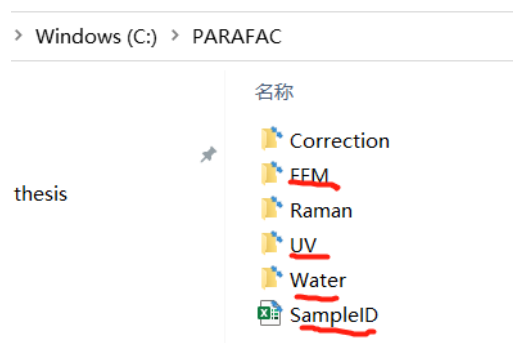 Windows (C:) > PARAFAC
名称
Correction
EEM
Raman
thesis
UV
Water
SampleID